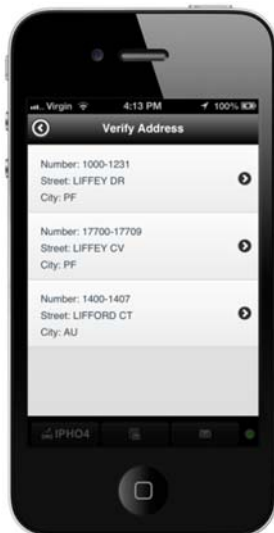 Virgin 4:13 PM 100%
Verify Address
Number: 1000-1231
Street: LIFFEY DR
City: PF
Number: 17700-17709
Street: LIFFEY CV
City: PF
Number: 1400-1407
Street: LIFFORD CT
City: AU
IPHO4